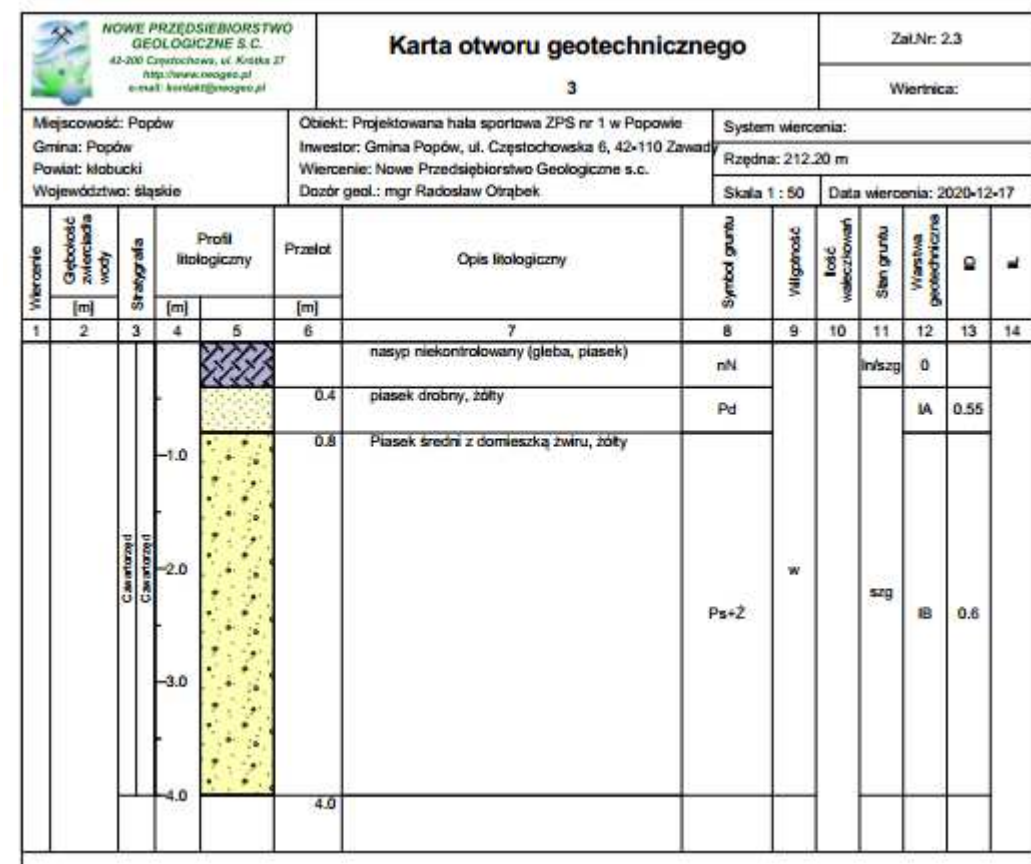 NOWE PRZEDSIĘBIORSTWO
GEOLOGICZNE S.C.
42-200 Częstochowa, ul. Krótka 27
http://www.neogeo.pl
e-mail: kontakt@neogeo.pl
Karta otworu geotechnicznego
3
Zał.Nr: 2.3
Wiertnica:
Miejscowość: Popów
Gmina: Popów
Powiat: kłobucki
Województwo: śląskie
Obiekt: Projektowana hala sportowa ZPS nr 1 w Popowie
Inwestor: Gmina Popów, ul. Częstochowska 6, 42-110 Zawady
Wiercenie: Nowe Przedsiębiorstwo Geologiczne s.c.
Dozór geol.: mgr Radosław Otrąbek
System wiercenia:
Rzędna: 212.20 m
Skala 1 : 50
Data wiercenia: 2020-12-17
Wiercenie
Głębokość zwierciadła wody
[m]
Stratygrafia
Profil litologiczny
[m]
Przelot
[m]
Opis litologiczny
Symbol gruntu
Wilgotność
Ilość wałeczkowań
Stan gruntu
Warstwa geotechniczna
ID
IL
1 2 3 4 5 6 7 8 9 10 11 12 13 14
nasyp niekontrolowany (gleba, piasek)
nN
ln/szg
0
0.4
piasek drobny, żółty
Pd
IA
0.55
0.8
Piasek średni z domieszką żwiru, żółty
1.0
Czwartorzęd
Czwartorzęd
2.0
w
szg
Ps+Ż
IB
0.6
3.0
4.0
4.0